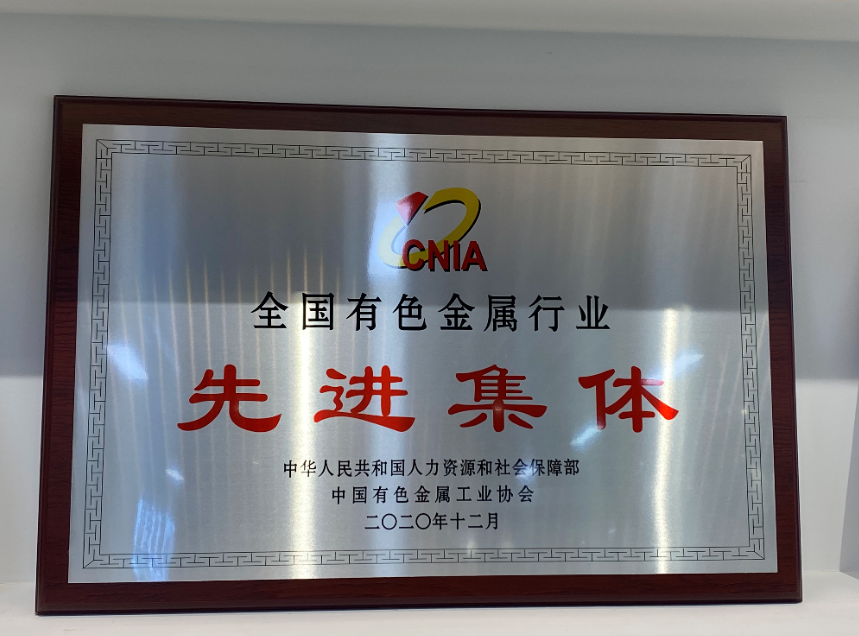 CNIA
全国有色金属行业
先进集体
中华人民共和国人力资源和社会保障部
中国有色金属工业协会
二〇二〇年十二月